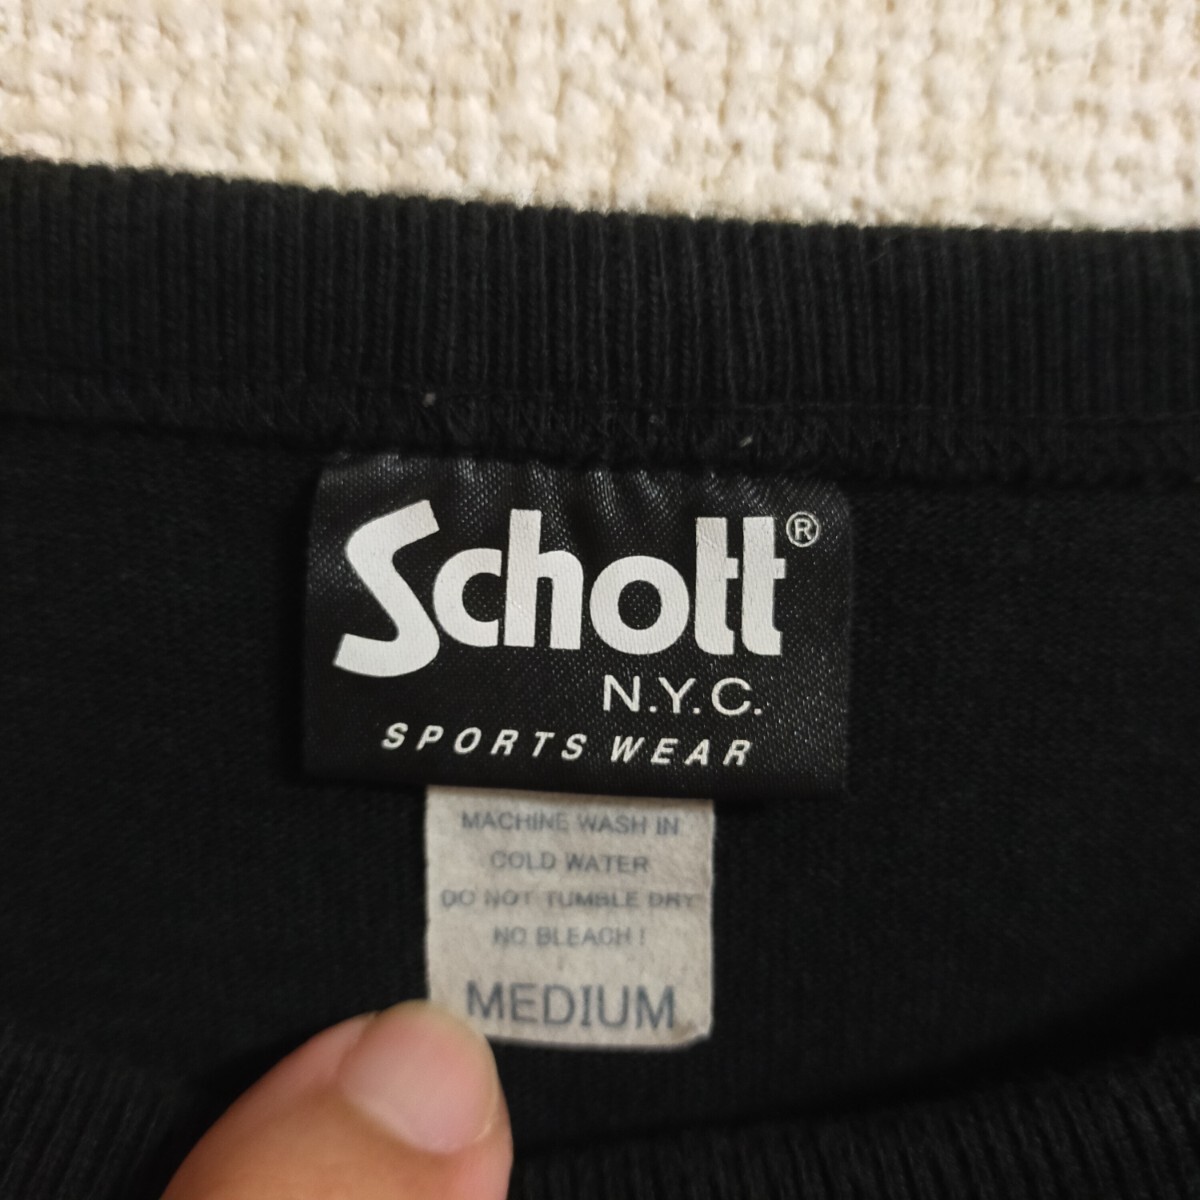 Schott®
N.Y.C.
SPORTS WEAR
MACHINE WASH IN
COLD WATER
DO NOT TUMBLE DRY
NO BLEACH!
MEDIUM